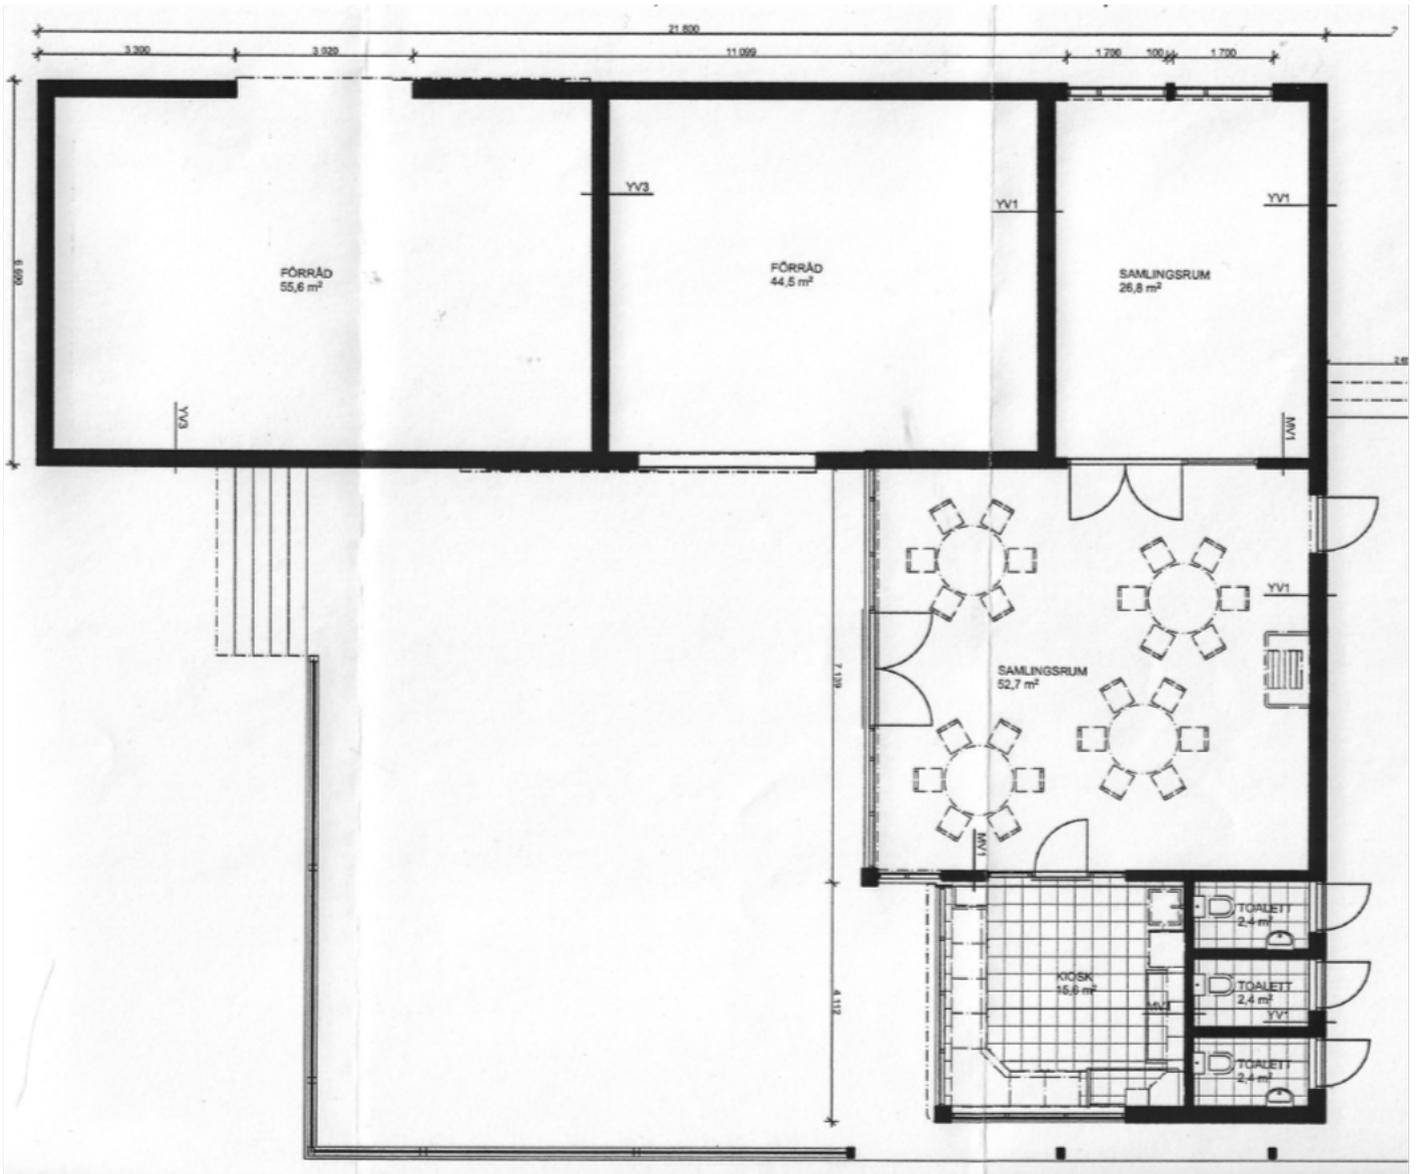 21 800
3 300
3 020
11 099
1 700
100
1 700
YV3
YV1
YV1
FÖRRÅD
55,6 m²
FÖRRÅD
44,5 m²
SAMLINGSRUM
26,8 m²
6 600
YV3
MV1
YV1
SAMLINGSRUM
52,7 m²
7 139
MV1
TOALETT
2,4 m²
KIOSK
15,6 m²
TOALETT
2,4 m²
YV1
4 112
TOALETT
2,4 m²